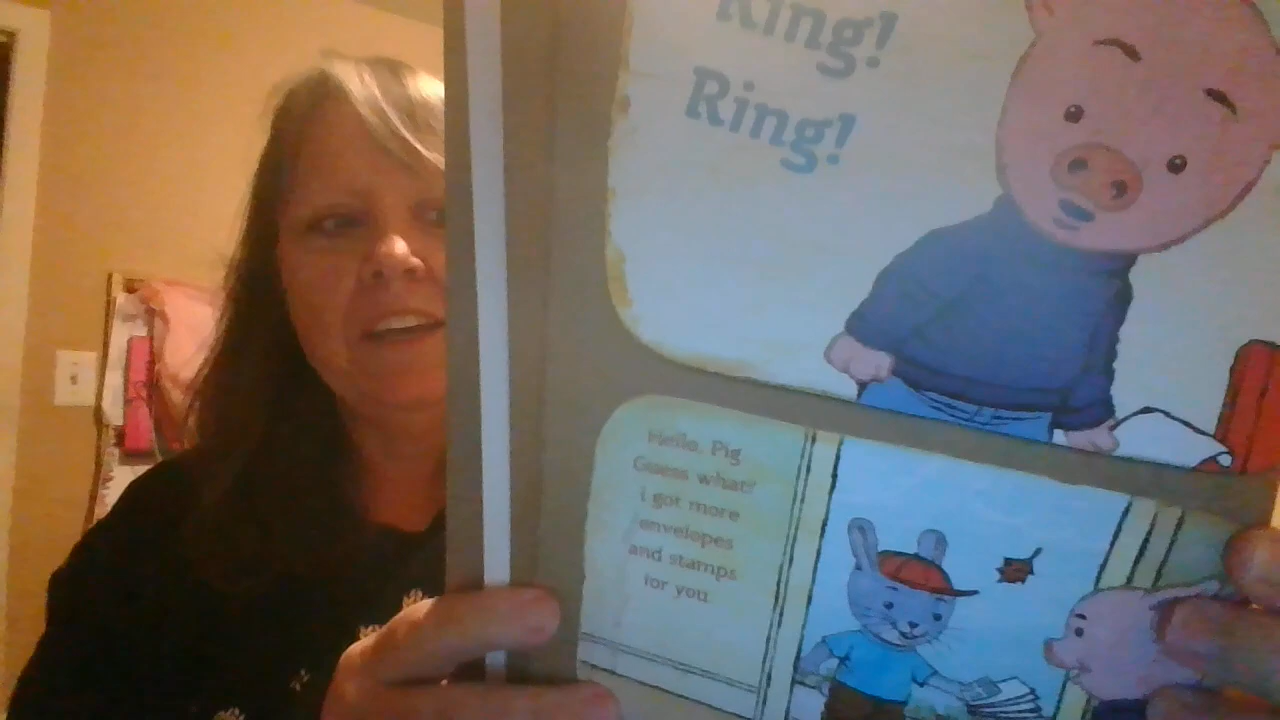 Ring!
Ring!
Hello, Pig
Guess what?
I got more
envelopes
and stamps
for you.